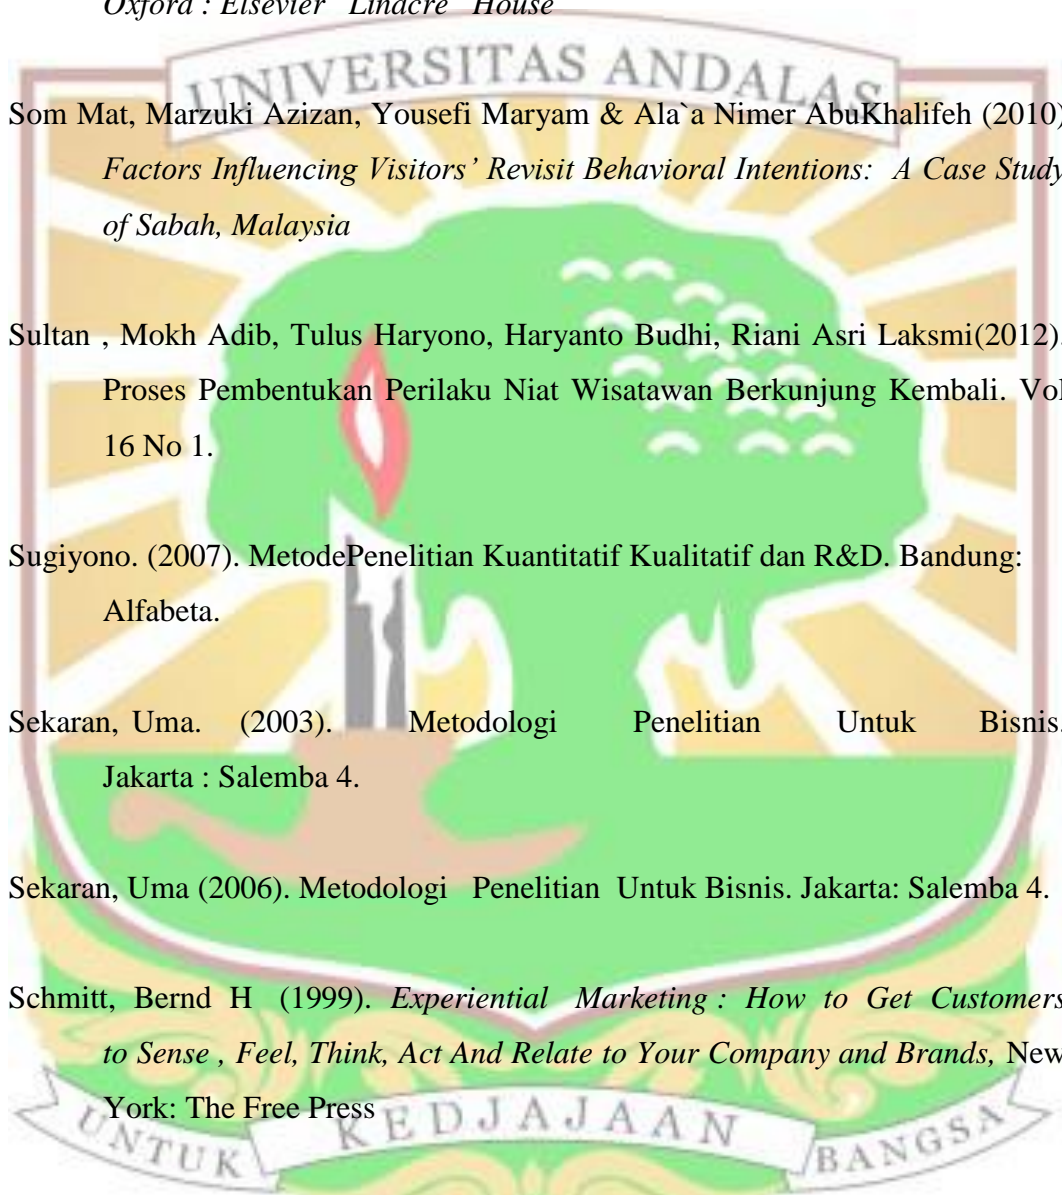 Oxford : Elsevier Linacre House
UNIVERSITAS ANDALAS
Som Mat, Marzuki Azizan, Yousefi Maryam & Ala`a Nimer AbuKhalifeh (2010)
Factors Influencing Visitors’ Revisit Behavioral Intentions: A Case Study
of Sabah, Malaysia
Sultan , Mokh Adib, Tulus Haryono, Haryanto Budhi, Riani Asri Laksmi(2012).
Proses Pembentukan Perilaku Niat Wisatawan Berkunjung Kembali. Vol
16 No 1.
Sugiyono. (2007). MetodePenelitian Kuantitatif Kualitatif dan R&D. Bandung:
Alfabeta.
Sekaran, Uma. (2003). Metodologi Penelitian Untuk Bisnis.
Jakarta : Salemba 4.
Sekaran, Uma (2006). Metodologi Penelitian Untuk Bisnis. Jakarta: Salemba 4.
Schmitt, Bernd H (1999). Experiential Marketing : How to Get Customers
to Sense , Feel, Think, Act And Relate to Your Company and Brands, New
York: The Free Press
UNTUK KEDJAJAAN BANGSA